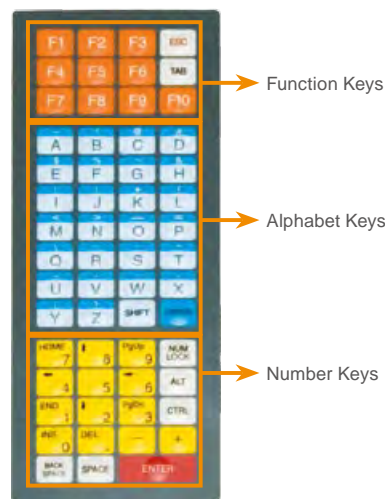 F1 F2 F3 ESC
F4 F5 F6 TAB
F7 F8 F9 F10
Function Keys
A B C D
E F G H
I J K L
M N O P
Alphabet Keys
Q R S T
U V W X
Y Z SHIFT
HOME 7 8 PgUp 9 NUM LOCK
4 5 6 ALT
Number Keys
END 1 2 PgDn 3 CTRL
INS 0 DEL . - +
BACK SPACE SPACE ENTER